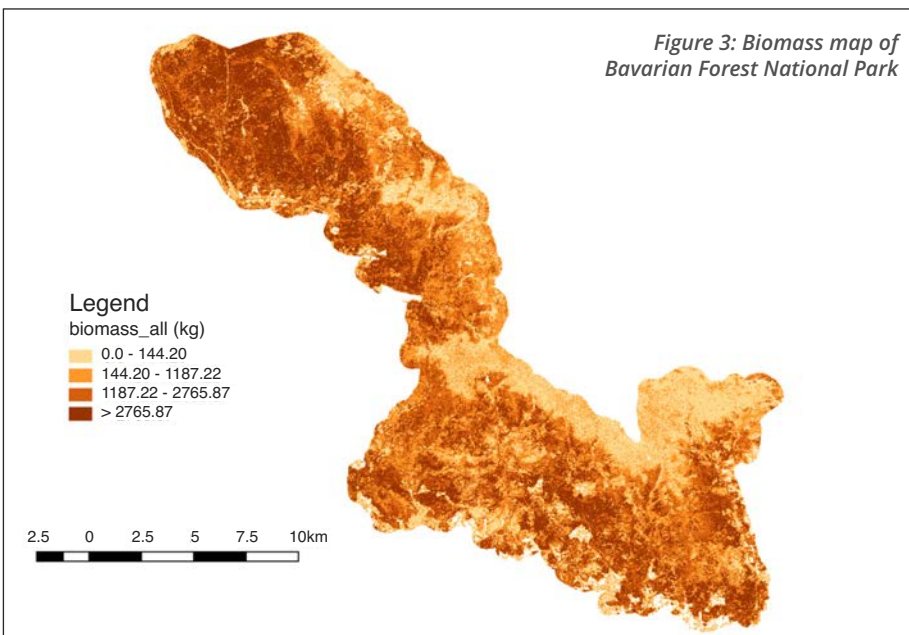 Figure 3: Biomass map of
Bavarian Forest National Park
Legend
biomass_all (kg)
0.0 - 144.20
144.20 - 1187.22
1187.22 - 2765.87
> 2765.87
2.5 0 2.5 5 7.5 10km